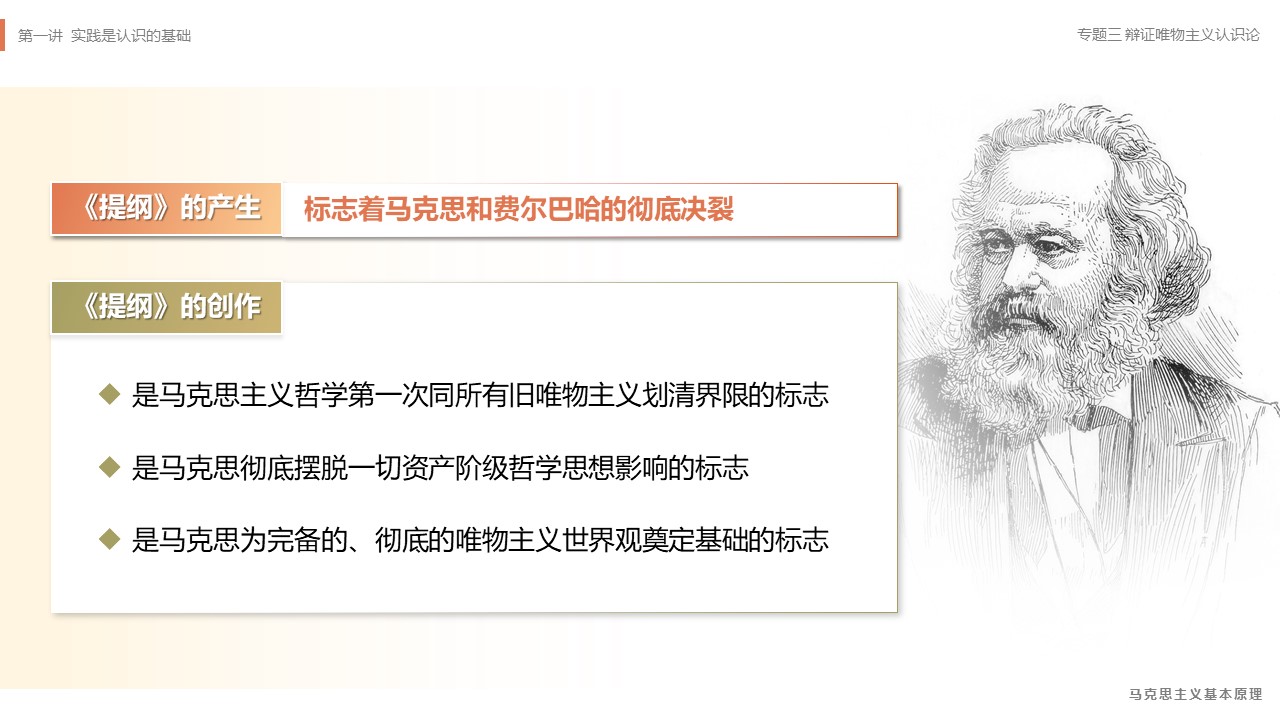 第一讲 实践是认识的基础
专题三 辩证唯物主义认识论
《提纲》的产生
标志着马克思和费尔巴哈的彻底决裂
《提纲》的创作
是马克思主义哲学第一次同所有旧唯物主义划清界限的标志
是马克思彻底摆脱一切资产阶级哲学思想影响的标志
是马克思为完备的、彻底的唯物主义世界观奠定基础的标志
马克思主义基本原理